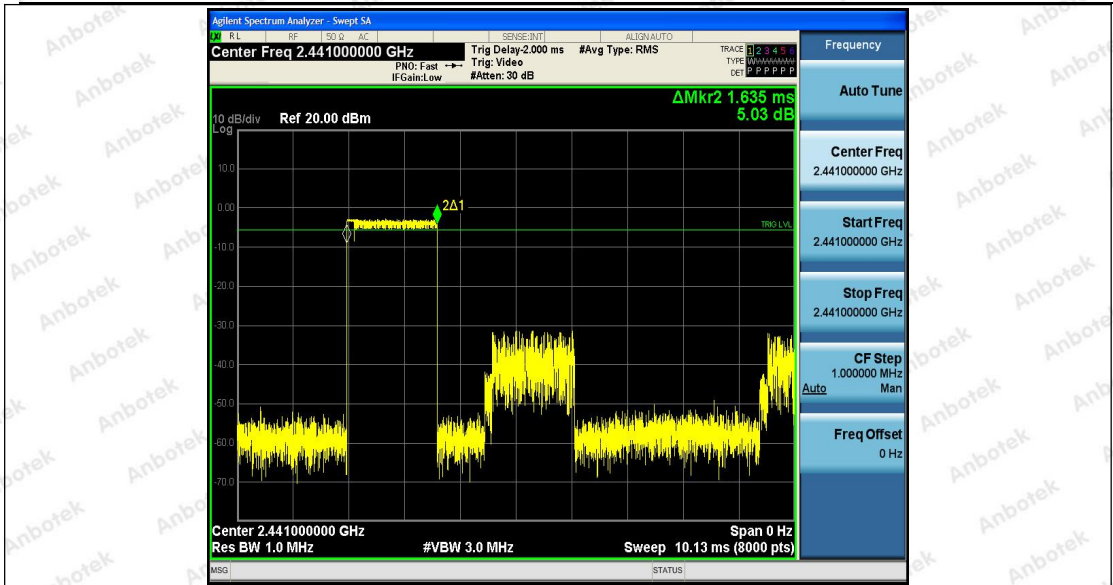 Agilent Spectrum Analyzer - Swept SA
RL RF 50 Ω AC SENSE:INT ALIGN AUTO
Center Freq 2.441000000 GHz
PNO: Fast
IFGain:Low
Trig Delay-2.000 ms
Trig: Video
#Atten: 30 dB
#Avg Type: RMS
TRACE 1 2 3 4 5 6
TYPE
DET P P P P P P
ΔMkr2 1.635 ms
5.03 dB
10 dB/div Ref 20.00 dBm
Log
10.0
0.00
-10.0
-20.0
-30.0
-40.0
-50.0
-60.0
-70.0
2Δ1
TRIG LVL
Center 2.441000000 GHz Span 0 Hz
Res BW 1.0 MHz #VBW 3.0 MHz Sweep 10.13 ms (8000 pts)
MSG STATUS
Frequency
Auto Tune
Center Freq
2.441000000 GHz
Start Freq
2.441000000 GHz
Stop Freq
2.441000000 GHz
CF Step
1.000000 MHz
Auto Man
Freq Offset
0 Hz
Anbotek